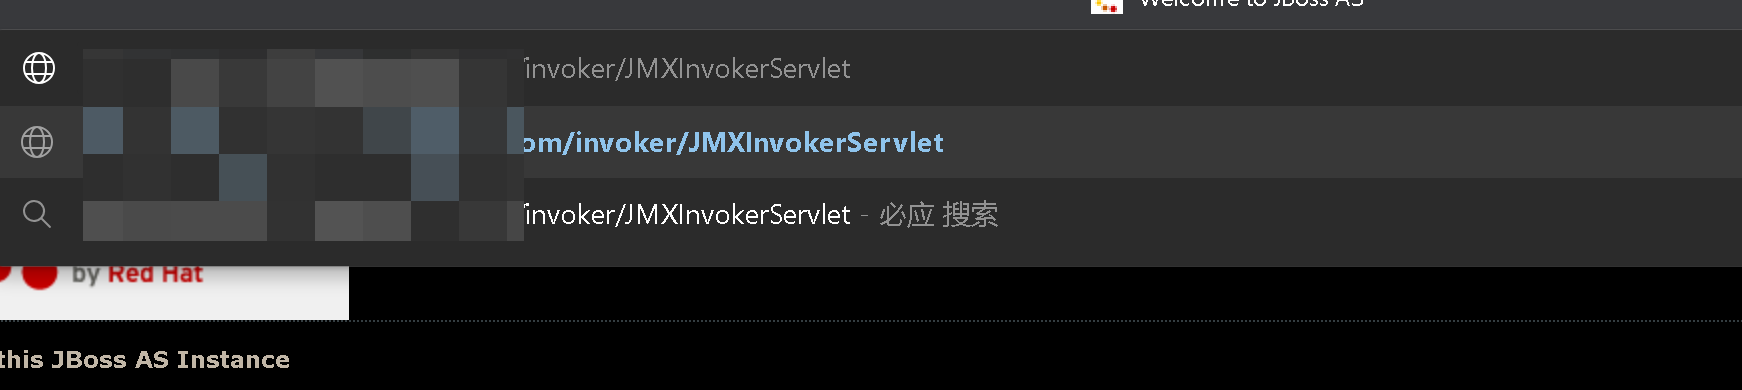 Welcome to JBoss AS
/invoker/JMXInvokerServlet
om/invoker/JMXInvokerServlet
/invoker/JMXInvokerServlet - 必应 搜索
by Red Hat
this JBoss AS Instance